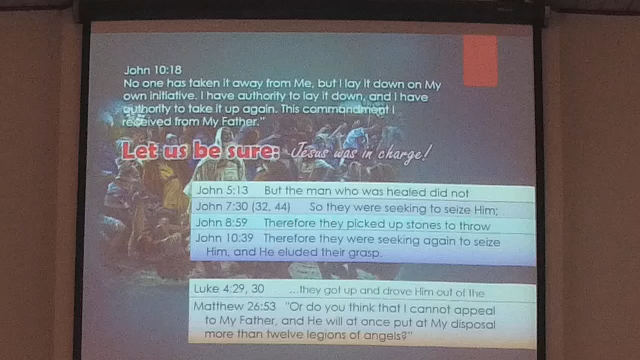 John 10:18
No one has taken it away from Me, but I lay it down on My
own initiative. I have authority to lay it down, and I have
authority to take it up again. This commandment I
received from My Father."
Let us be sure: Jesus was in charge!
John 5:13 But the man who was healed did not
John 7:30 (32, 44) So they were seeking to seize Him;
John 8:59 Therefore they picked up stones to throw
John 10:39 Therefore they were seeking again to seize
Him, and He eluded their grasp.
Luke 4:29, 30 ...they got up and drove Him out of the
Matthew 26:53 "Or do you think that I cannot appeal
to My Father, and He will at once put at My disposal
more than twelve legions of angels?"